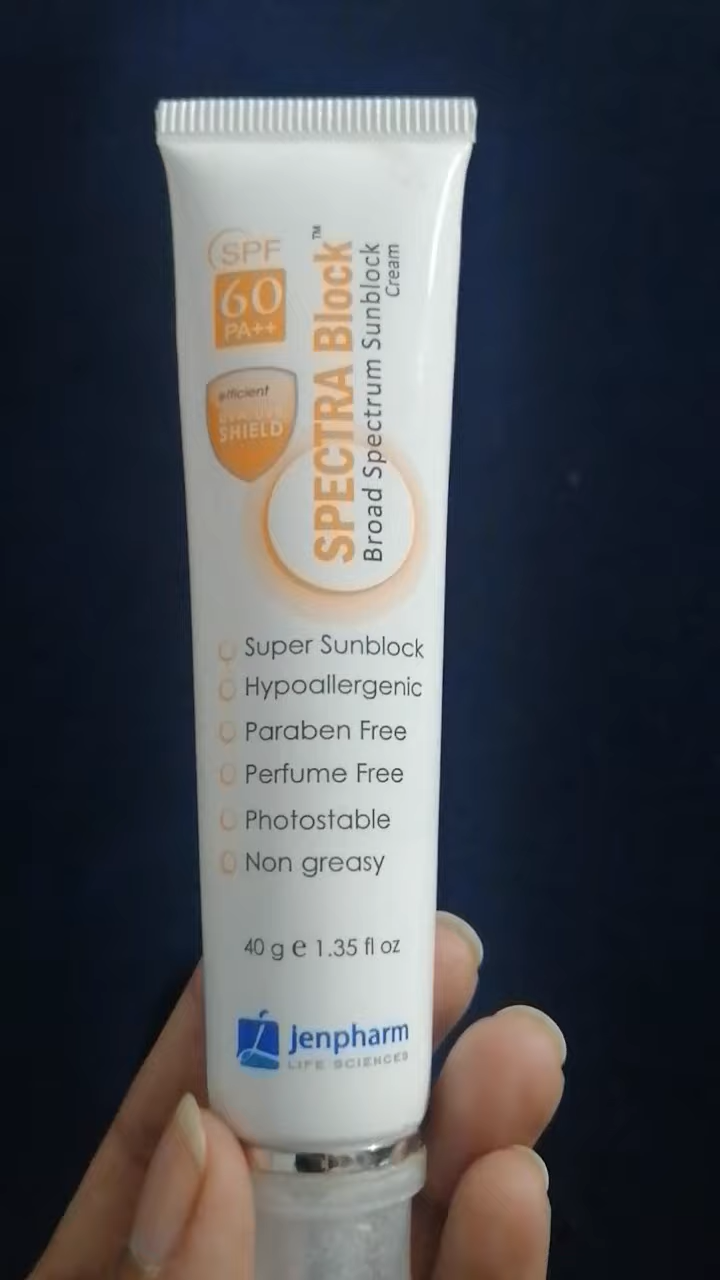 SPF
60
PA++
efficient
SHIELD
SPECTRA Block™
Broad Spectrum Sunblock
Cream
Super Sunblock
Hypoallergenic
Paraben Free
Perfume Free
Photostable
Non greasy
40 g e 1.35 fl oz
jenpharm
LIFE SCIENCES